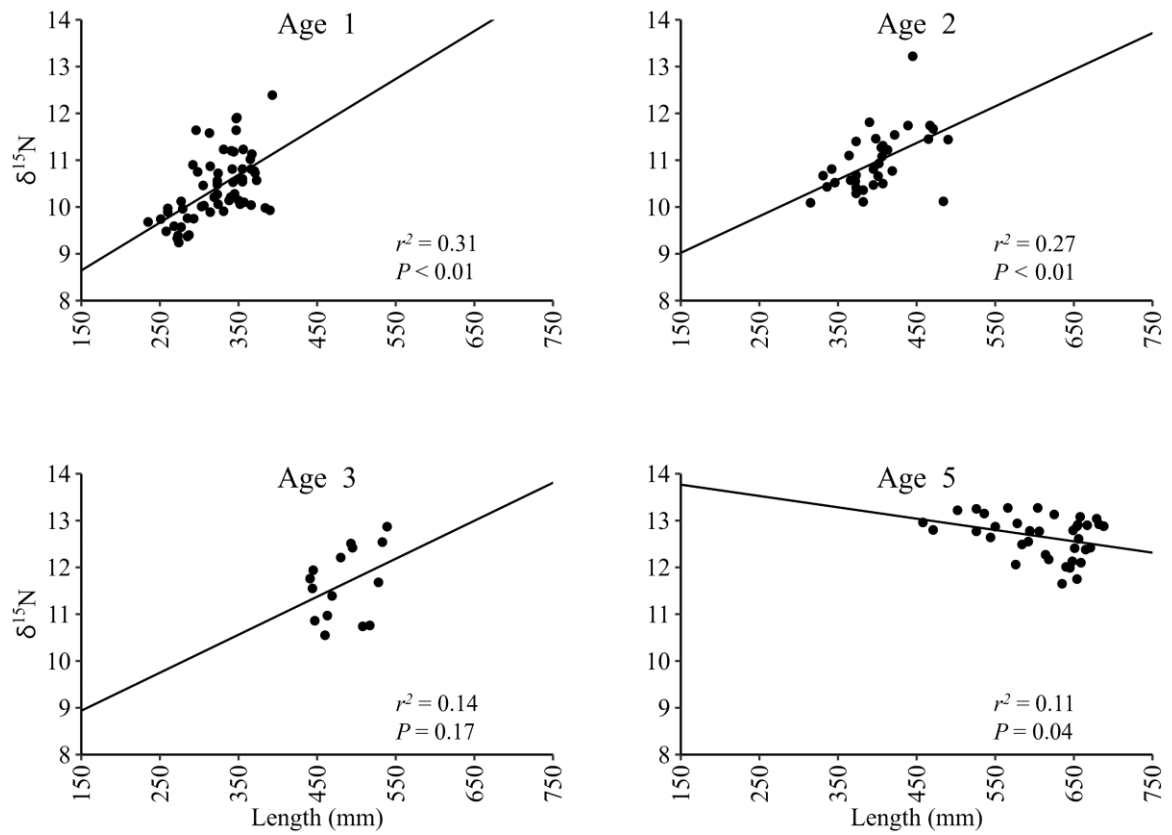 Age 1
14
13
12
11
10
9
8
δ¹⁵N
r² = 0.31
P < 0.01
150 250 350 450 550 650 750
Age 2
14
13
12
11
10
9
8
r² = 0.27
P < 0.01
150 250 350 450 550 650 750
Age 3
14
13
12
11
10
9
8
δ¹⁵N
r² = 0.14
P = 0.17
150 250 350 450 550 650 750
Length (mm)
Age 5
14
13
12
11
10
9
8
r² = 0.11
P = 0.04
150 250 350 450 550 650 750
Length (mm)